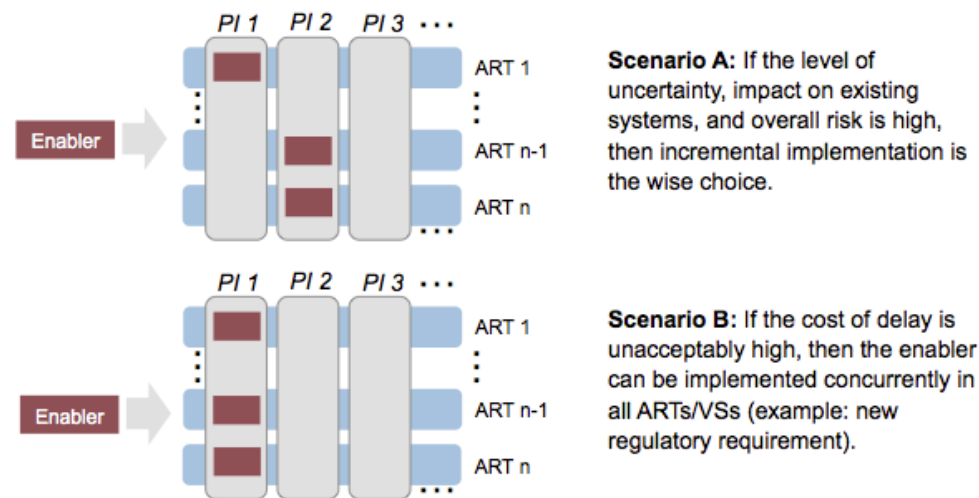 PI 1 PI 2 PI 3 ...
ART 1
Enabler
ART n-1
ART n
...
Scenario A: If the level of
uncertainty, impact on existing
systems, and overall risk is high,
then incremental implementation is
the wise choice.
PI 1 PI 2 PI 3 ...
ART 1
Enabler
ART n-1
ART n
...
Scenario B: If the cost of delay is
unacceptably high, then the enabler
can be implemented concurrently in
all ARTs/VSs (example: new
regulatory requirement).